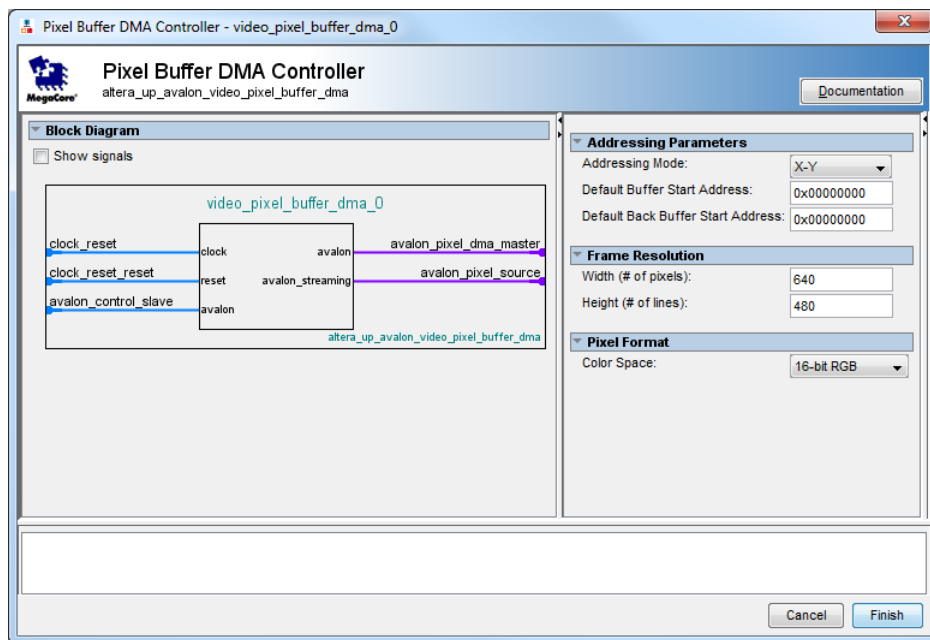 Pixel Buffer DMA Controller - video_pixel_buffer_dma_0
MegaCore'
Pixel Buffer DMA Controller
altera_up_avalon_video_pixel_buffer_dma
Documentation
Block Diagram
Show signals
video_pixel_buffer_dma_0
clock_reset
clock
avalon
avalon_pixel_dma_master
clock_reset_reset
reset
avalon_streaming
avalon_pixel_source
avalon_control_slave
avalon
altera_up_avalon_video_pixel_buffer_dma
Addressing Parameters
Addressing Mode: X-Y
Default Buffer Start Address: 0x00000000
Default Back Buffer Start Address: 0x00000000
Frame Resolution
Width (# of pixels): 640
Height (# of lines): 480
Pixel Format
Color Space: 16-bit RGB
Cancel Finish